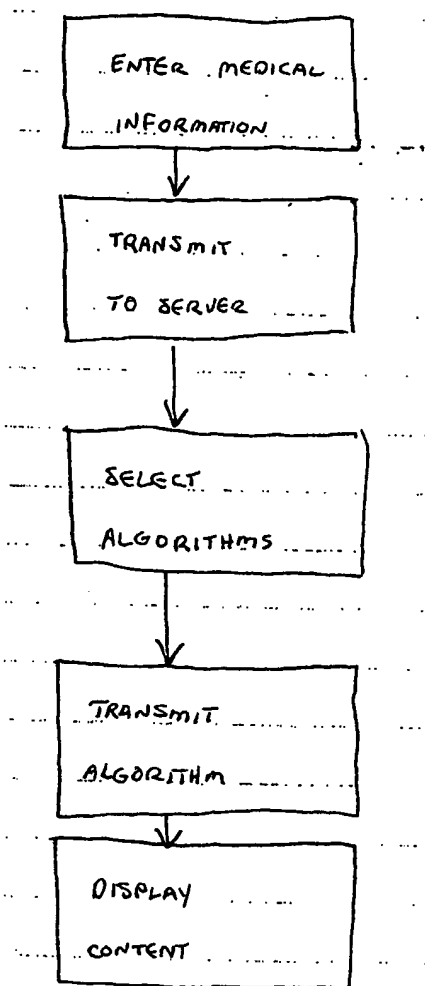 ENTER MEDICAL
INFORMATION
TRANSMIT
TO SERVER
SELECT
ALGORITHMS
TRANSMIT
ALGORITHM
DISPLAY
CONTENT